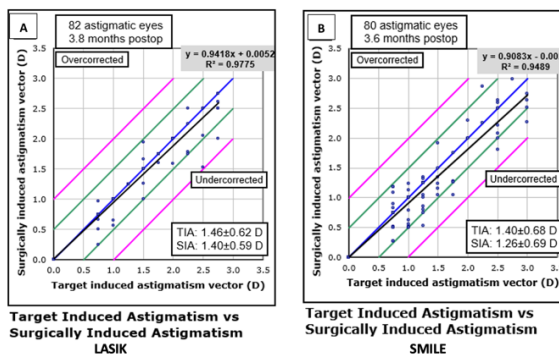 A
82 astigmatic eyes
3.8 months postop
y = 0.9418x + 0.0052
R² = 0.9775
Overcorrected
Undercorrected
TIA: 1.46±0.62 D
SIA: 1.40±0.59 D
Surgically induced astigmatism vector (D)
3.5
3.0
2.5
2.0
1.5
1.0
0.5
0.0
0.0 0.5 1.0 1.5 2.0 2.5 3.0 3.5
Target induced astigmatism vector (D)
Target Induced Astigmatism vs
Surgically Induced Astigmatism
LASIK
B
80 astigmatic eyes
3.6 months postop
y = 0.9083x - 0.00
R² = 0.9489
Overcorrected
Undercorrected
TIA: 1.40±0.68 D
SIA: 1.26±0.69 D
Surgically induced astigmatism vector (D)
3.5
3.0
2.5
2.0
1.5
1.0
0.5
0.0
0.0 0.5 1.0 1.5 2.0 2.5 3.0 3.
Target induced astigmatism vector (D)
Target Induced Astigmatism vs
Surgically Induced Astigmatism
SMILE